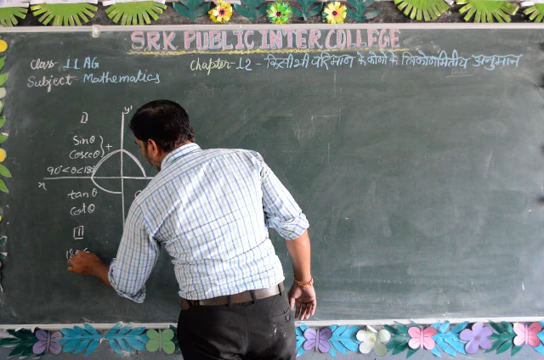 SRK PUBLIC INTER COLLEGE
Class 11 AG
Chapter-12 - किसी भी परिमाण के कोणों के त्रिकोणमितीय अनुमान
Subject - Mathematics
y'
Sinθ
Cosecθ } +
90°<θ<180°
x
tanθ
Cotθ